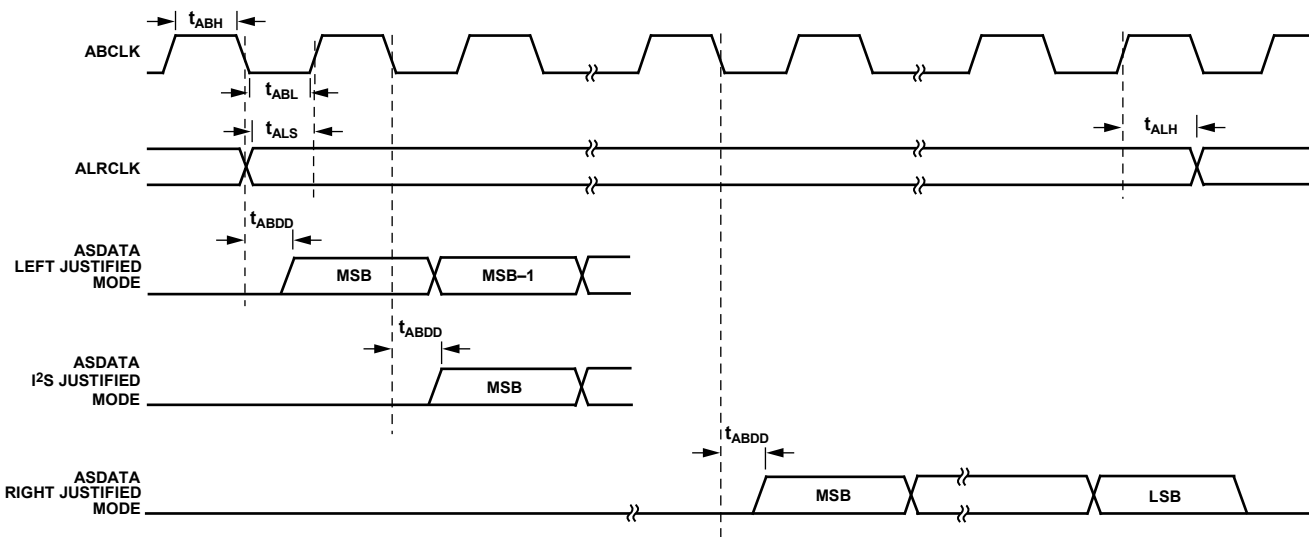 tABH
ABCLK
tABL
tALS
tALH
ALRCLK
tABDD
ASDATA
LEFT JUSTIFIED
MODE
MSB
MSB–1
tABDD
ASDATA
I²S JUSTIFIED
MODE
MSB
tABDD
ASDATA
RIGHT JUSTIFIED
MODE
MSB
LSB